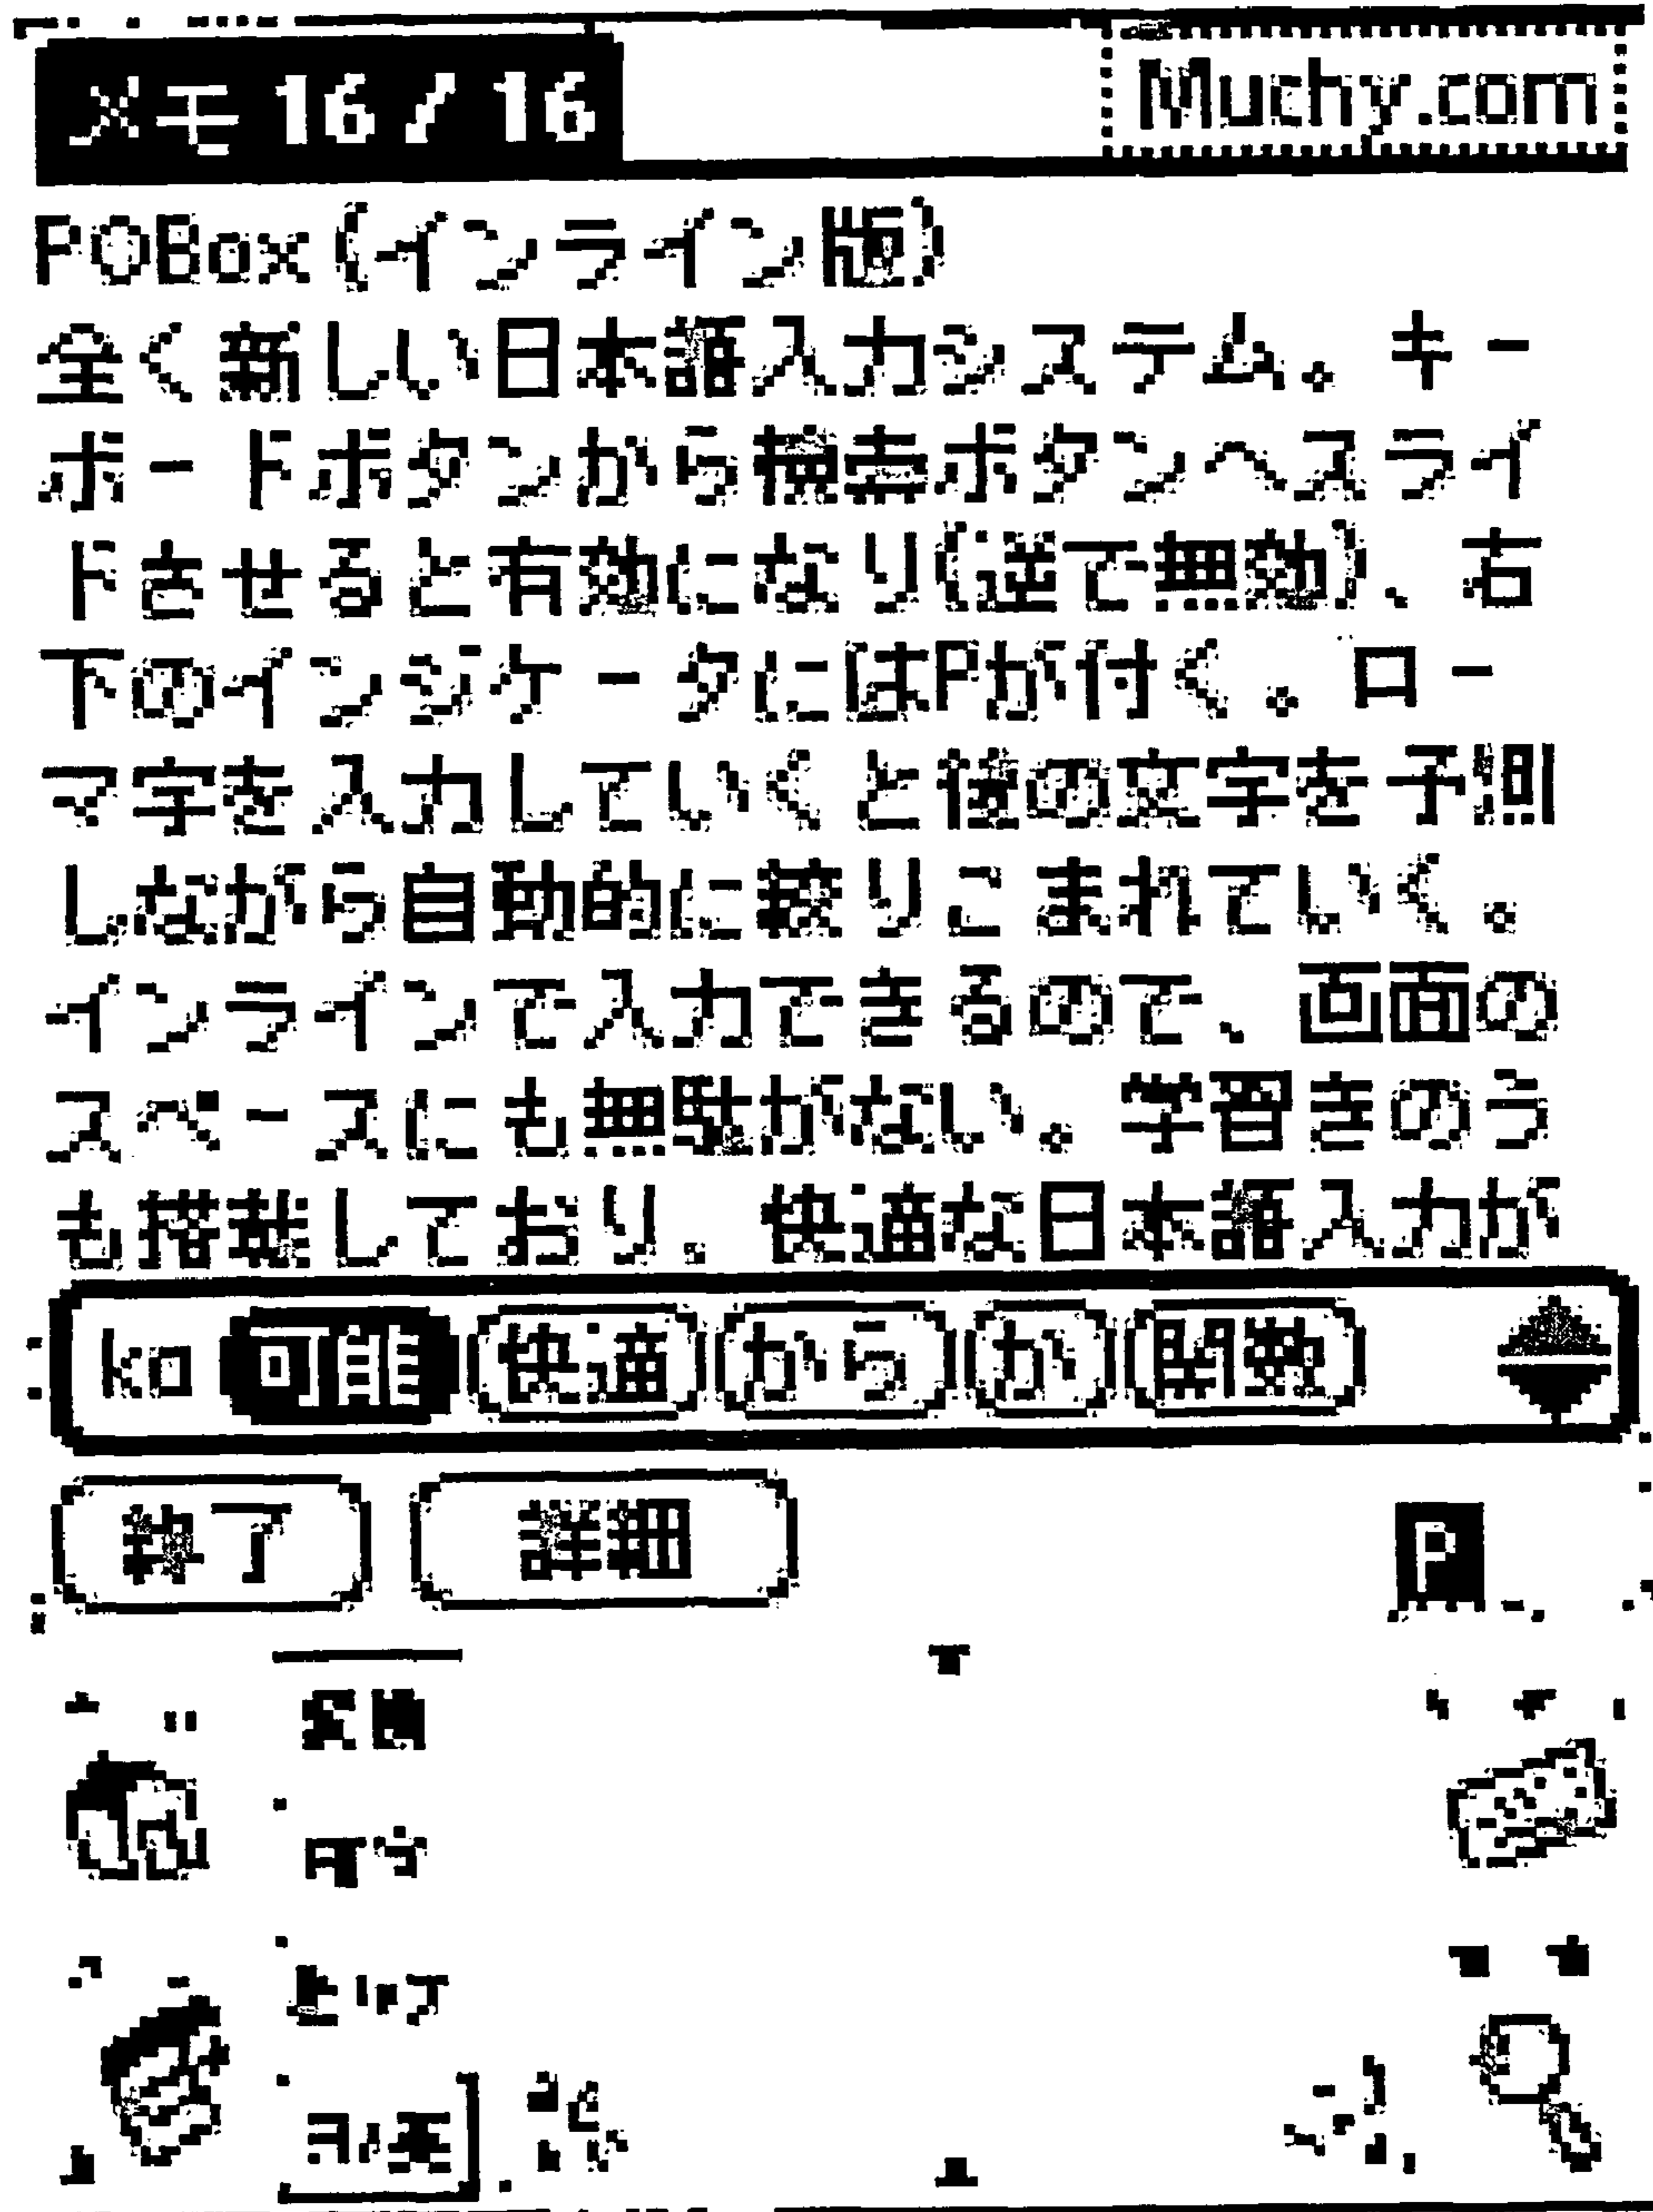 メモ 16 / 16
Muchy.com
POBox(インライン版)
全く新しい日本語入力システム。キー
ボードボタンから検索ボタンへスライ
ドさせると有効になり(逆で無効)、右
下のインジケータにはPが付く。ロー
マ字を入力していくと後の文字を予測
しながら自動的に絞りこまれていく。
インラインで入力できるので、画面の
スペースにも無駄がない。学習きのう
も搭載しており、快適な日本語入力が
ko 可能 快適 から が 関数
終了 詳細
P